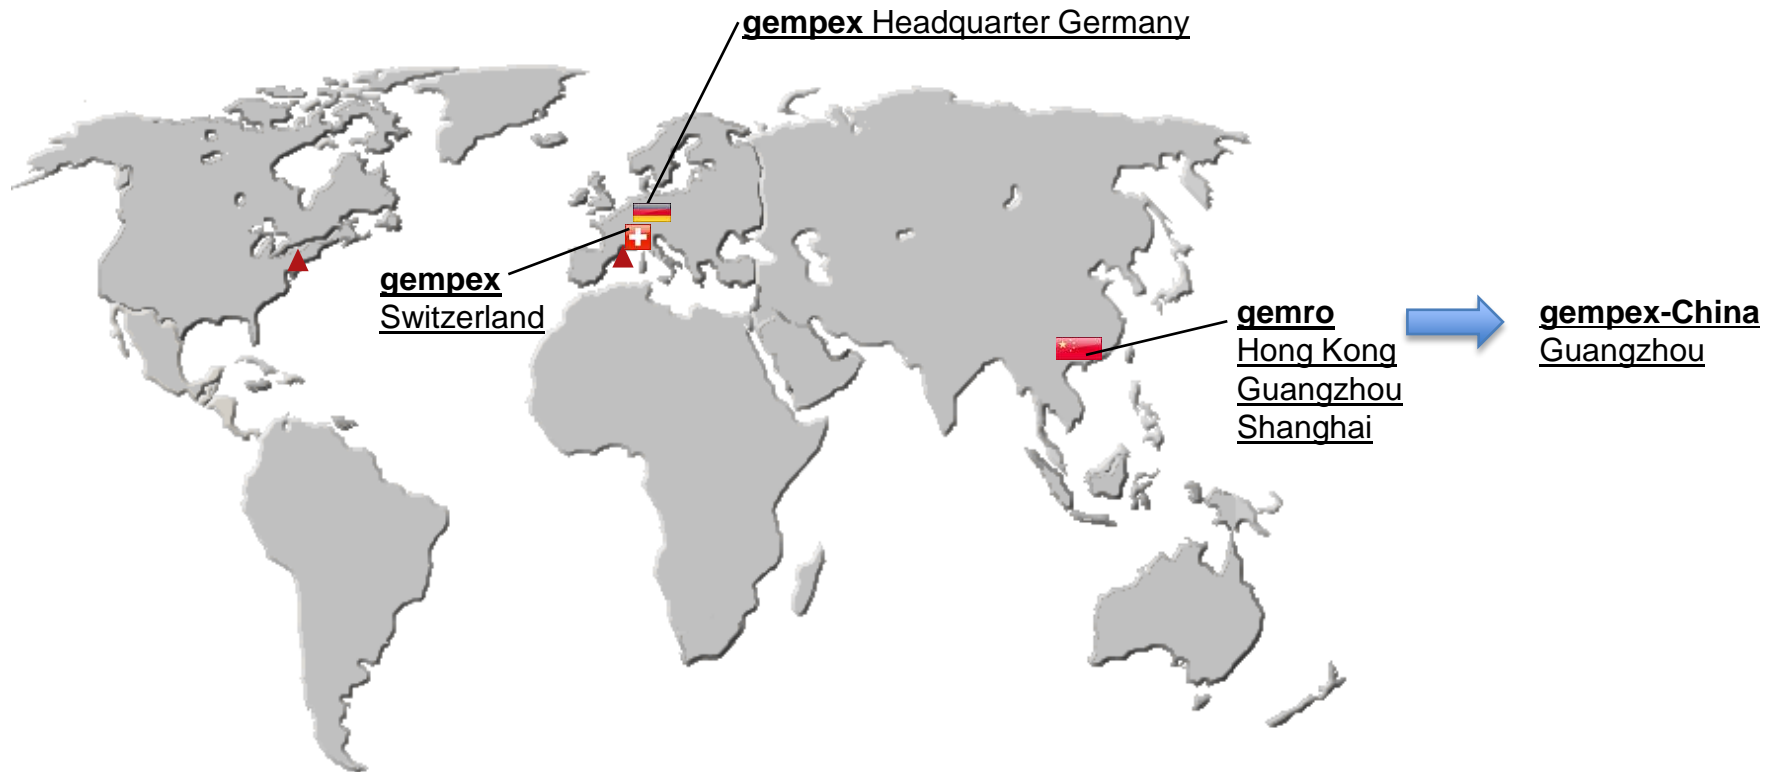 gempex Headquarter Germany
gempex
Switzerland
gemro
Hong Kong
Guangzhou
Shanghai
gempex-China
Guangzhou